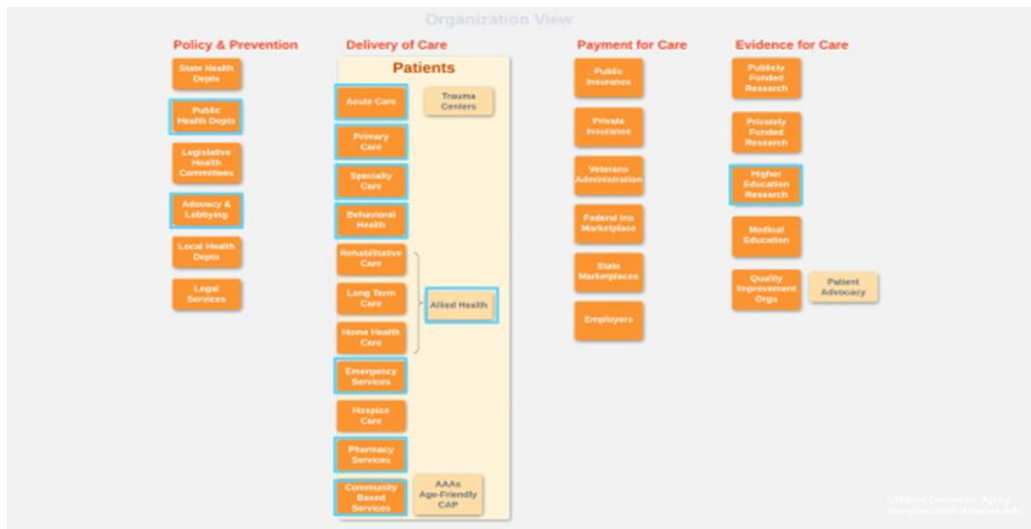 Organization View
Policy & Prevention
State Health
Depts
Public
Health Depts
Legislative
Health
Committees
Advocacy &
Lobbying
Local Health
Depts
Legal
Services
Delivery of Care
Patients
Acute Care
Trauma
Centers
Primary
Care
Specialty
Care
Behavioral
Health
Rehabilitative
Care
Long Term
Care
Home Health
Care
Allied Health
Emergency
Services
Hospice
Care
Pharmacy
Services
Community
Based
Services
AAAs
Age-Friendly
CAP
Payment for Care
Public
Insurance
Private
Insurance
Veterans
Administration
Federal Ins
Marketplace
State
Marketplaces
Employers
Evidence for Care
Publicly
Funded
Research
Privately
Funded
Research
Higher
Education
Research
Medical
Education
Quality
Improvement
Orgs
Patient
Advocacy
©Maine Center on Aging